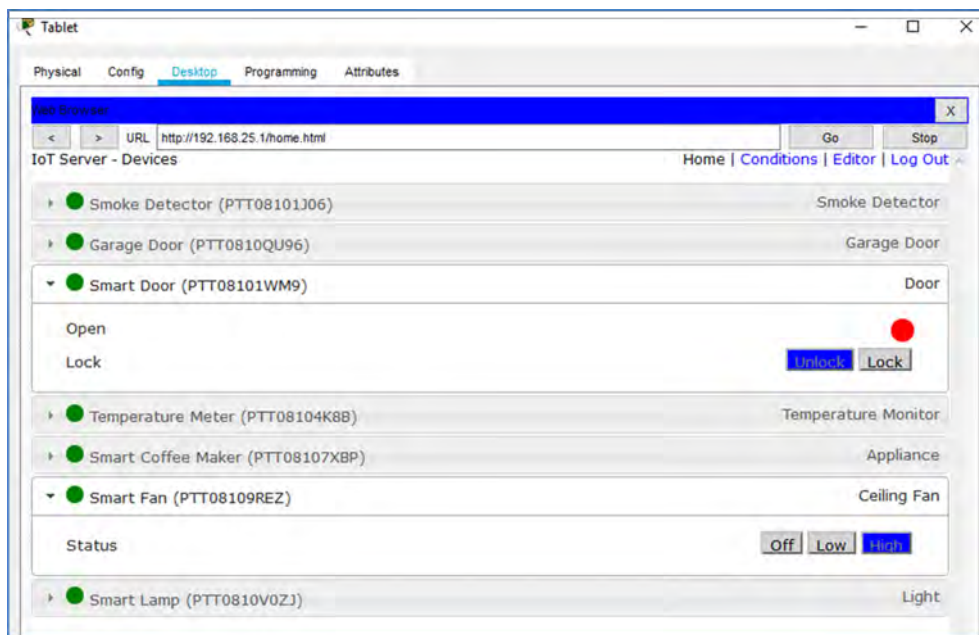 Tablet
Physical Config Desktop Programming Attributes
Web Browser X
< > URL http://192.168.25.1/home.html Go Stop
IoT Server - Devices Home | Conditions | Editor | Log Out
Smoke Detector (PTT08101J06) Smoke Detector
Garage Door (PTT0810QU96) Garage Door
Smart Door (PTT08101WM9) Door
Open
Lock Unlock Lock
Temperature Meter (PTT08104K8B) Temperature Monitor
Smart Coffee Maker (PTT08107XBP) Appliance
Smart Fan (PTT08109REZ) Ceiling Fan
Status Off Low High
Smart Lamp (PTT0810V0ZJ) Light